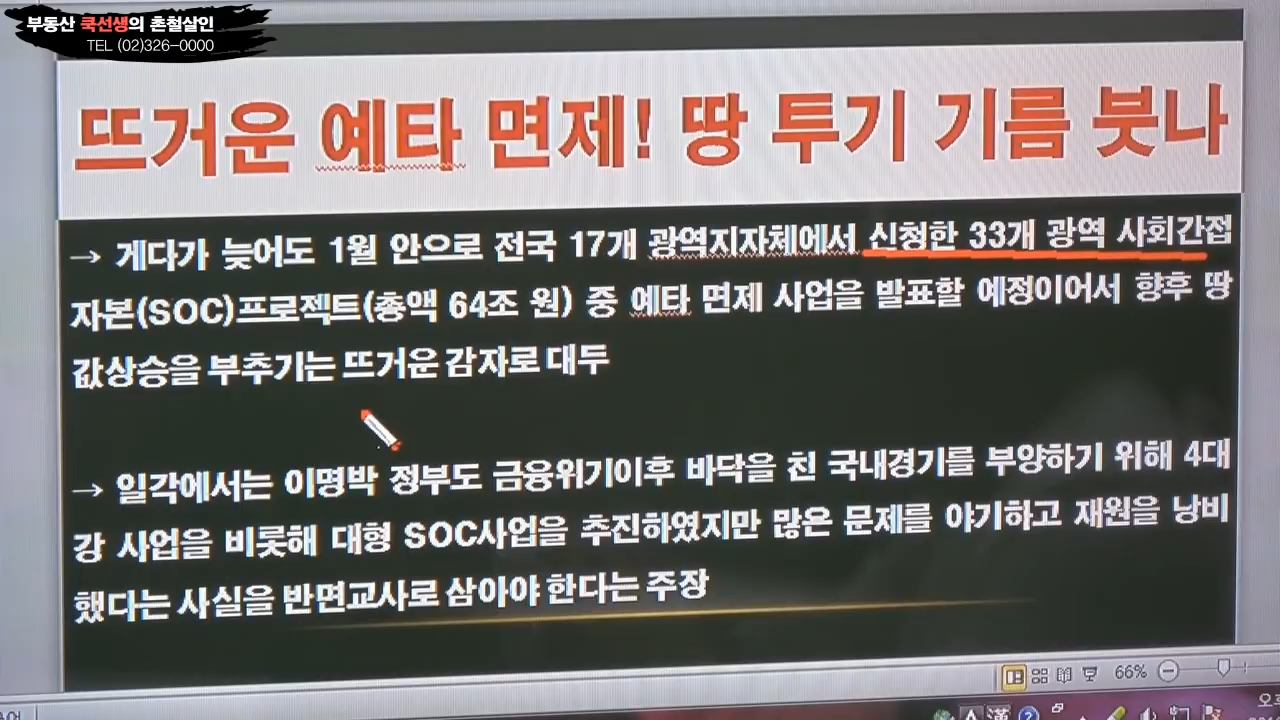 부동산 쿡선생의 촌철살인
TEL (02)326-0000
뜨거운 예타 면제! 땅 투기 기름 붓나
→ 게다가 늦어도 1월 안으로 전국 17개 광역지자체에서 신청한 33개 광역 사회간접
자본(SOC)프로젝트(총액 64조 원) 중 예타 면제 사업을 발표할 예정이어서 향후 땅
값상승을 부추기는 뜨거운 감자로 대두
→ 일각에서는 이명박 정부도 금융위기이후 바닥을 친 국내경기를 부양하기 위해 4대
강 사업을 비롯해 대형 SOC사업을 추진하였지만 많은 문제를 야기하고 재원을 낭비
했다는 사실을 반면교사로 삼아야 한다는 주장
66%
A 漢